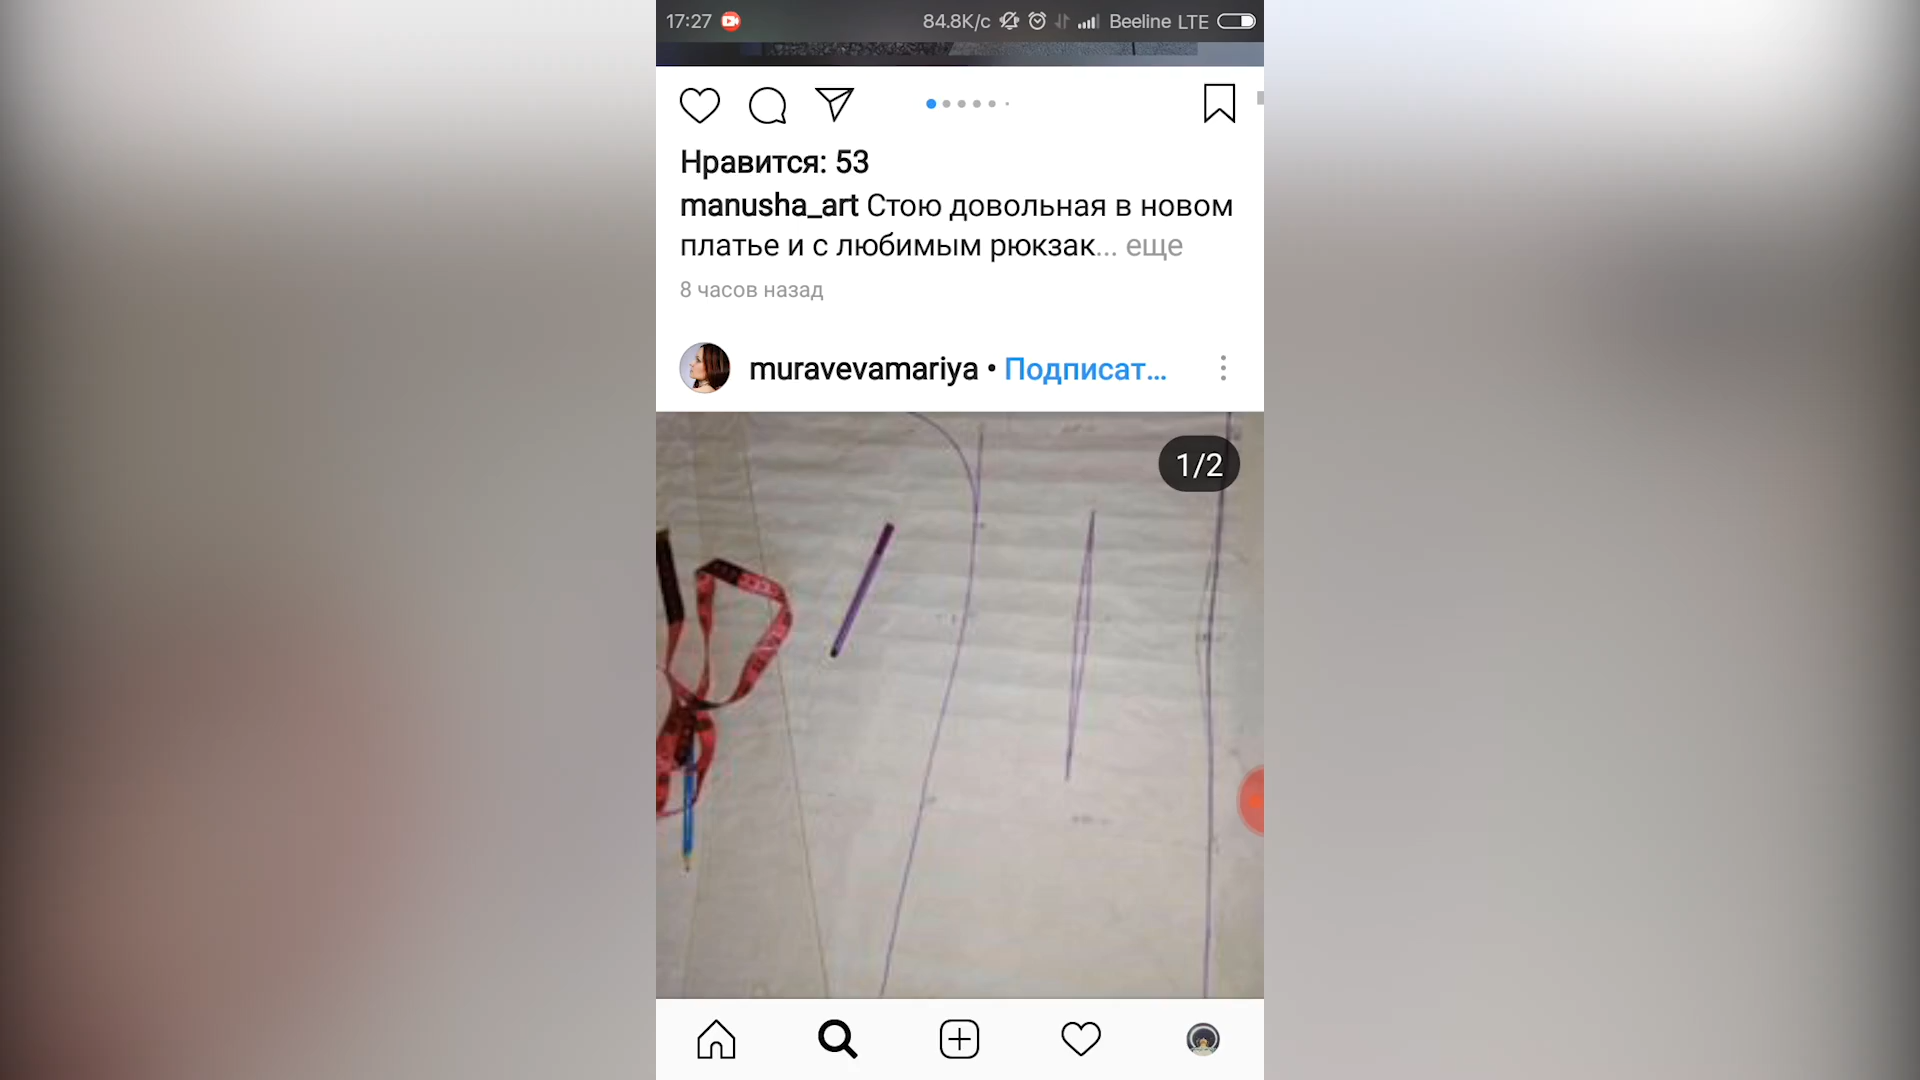 17:27 84.8K/c Beeline LTE
Нравится: 53
manusha_art Стою довольная в новом
платье и с любимым рюкзак... еще
8 часов назад
muravevamariya • Подписат...
1/2